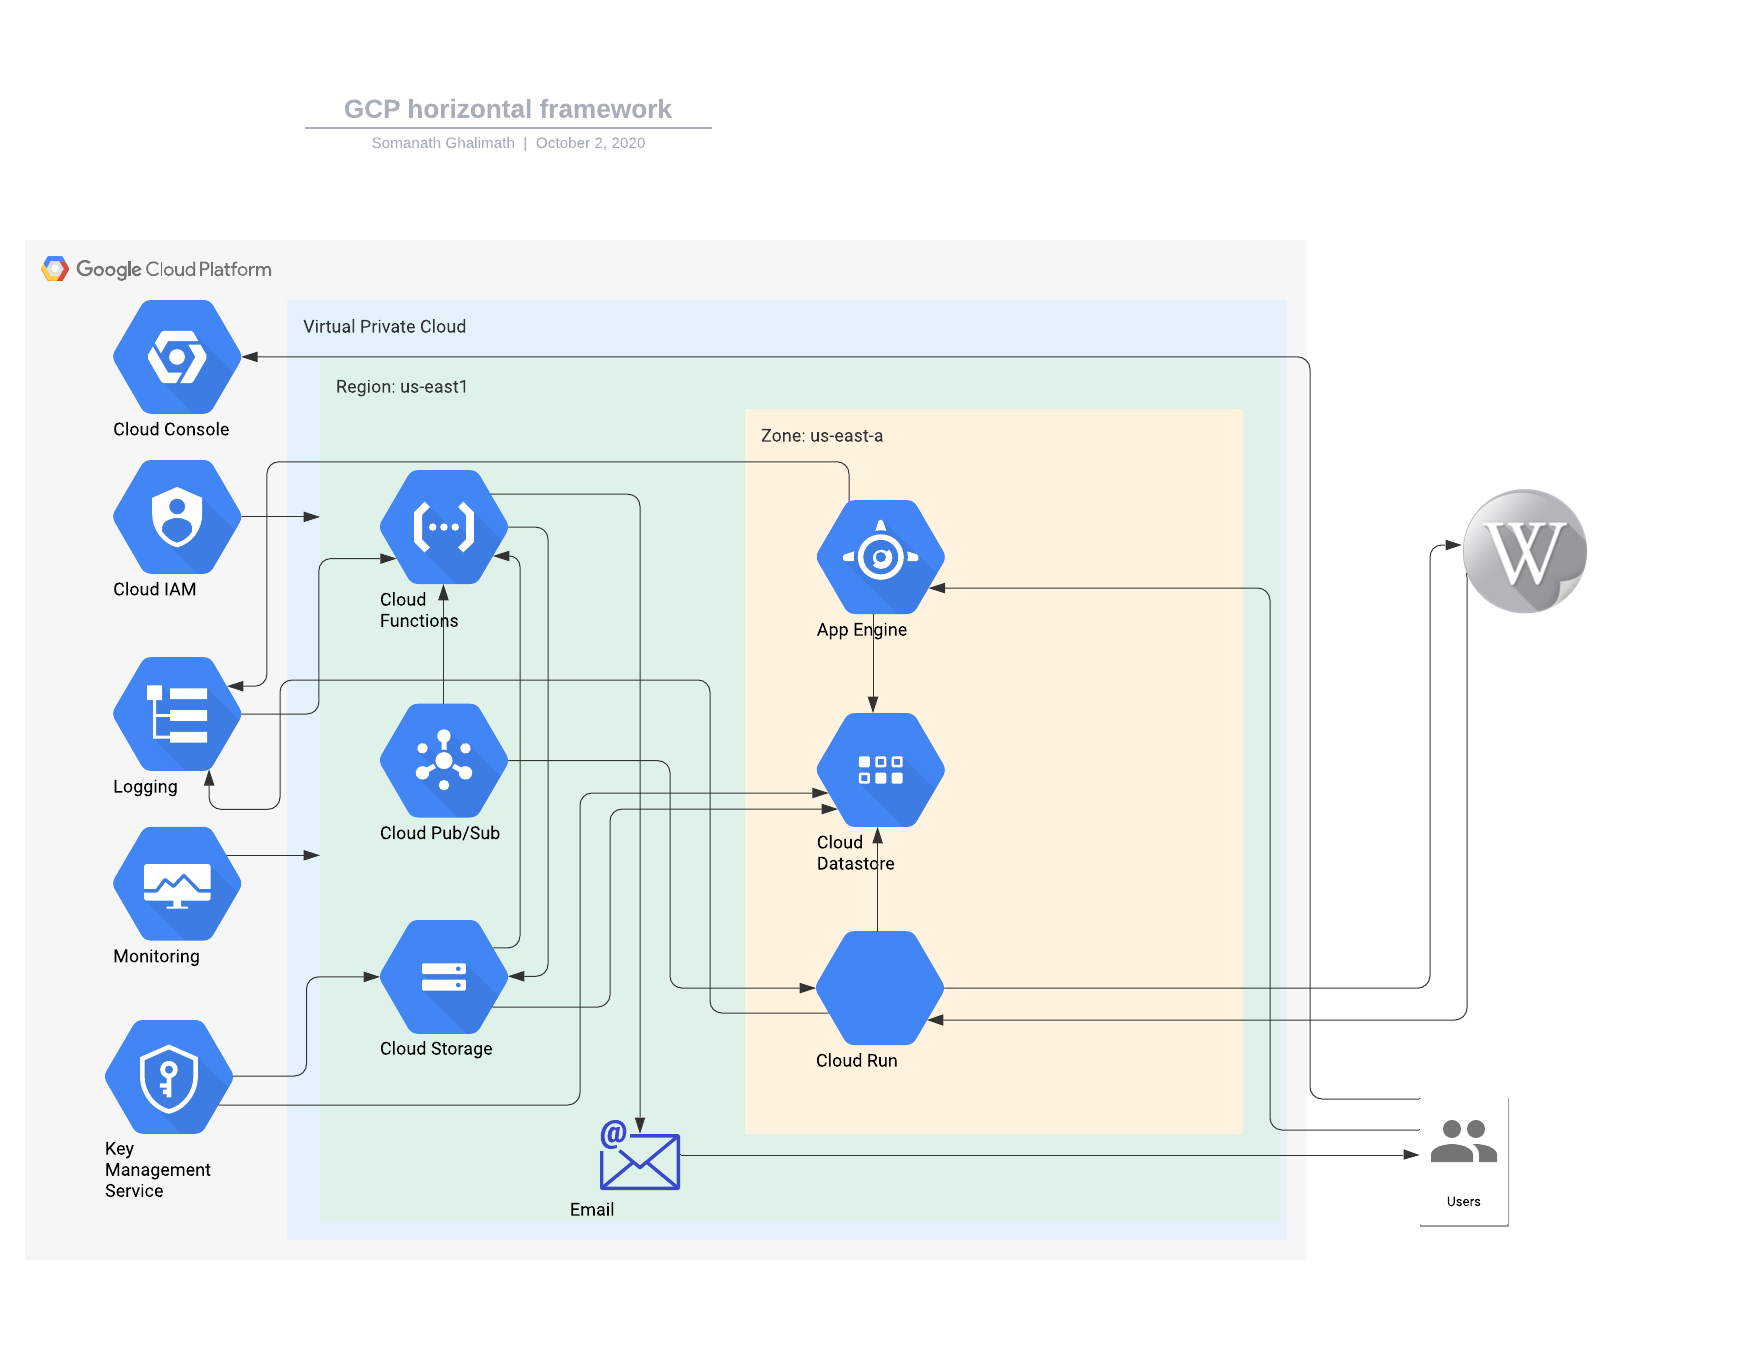 GCP horizontal framework
Somanath Ghalimath | October 2, 2020
Google Cloud Platform
Virtual Private Cloud
Region: us-east1
Zone: us-east-a
Cloud Console
Cloud IAM
Cloud
Functions
App Engine
W
Logging
Cloud Pub/Sub
Cloud
Datastore
Monitoring
Cloud Storage
Cloud Run
Key
Management
Service
@
Email
Users